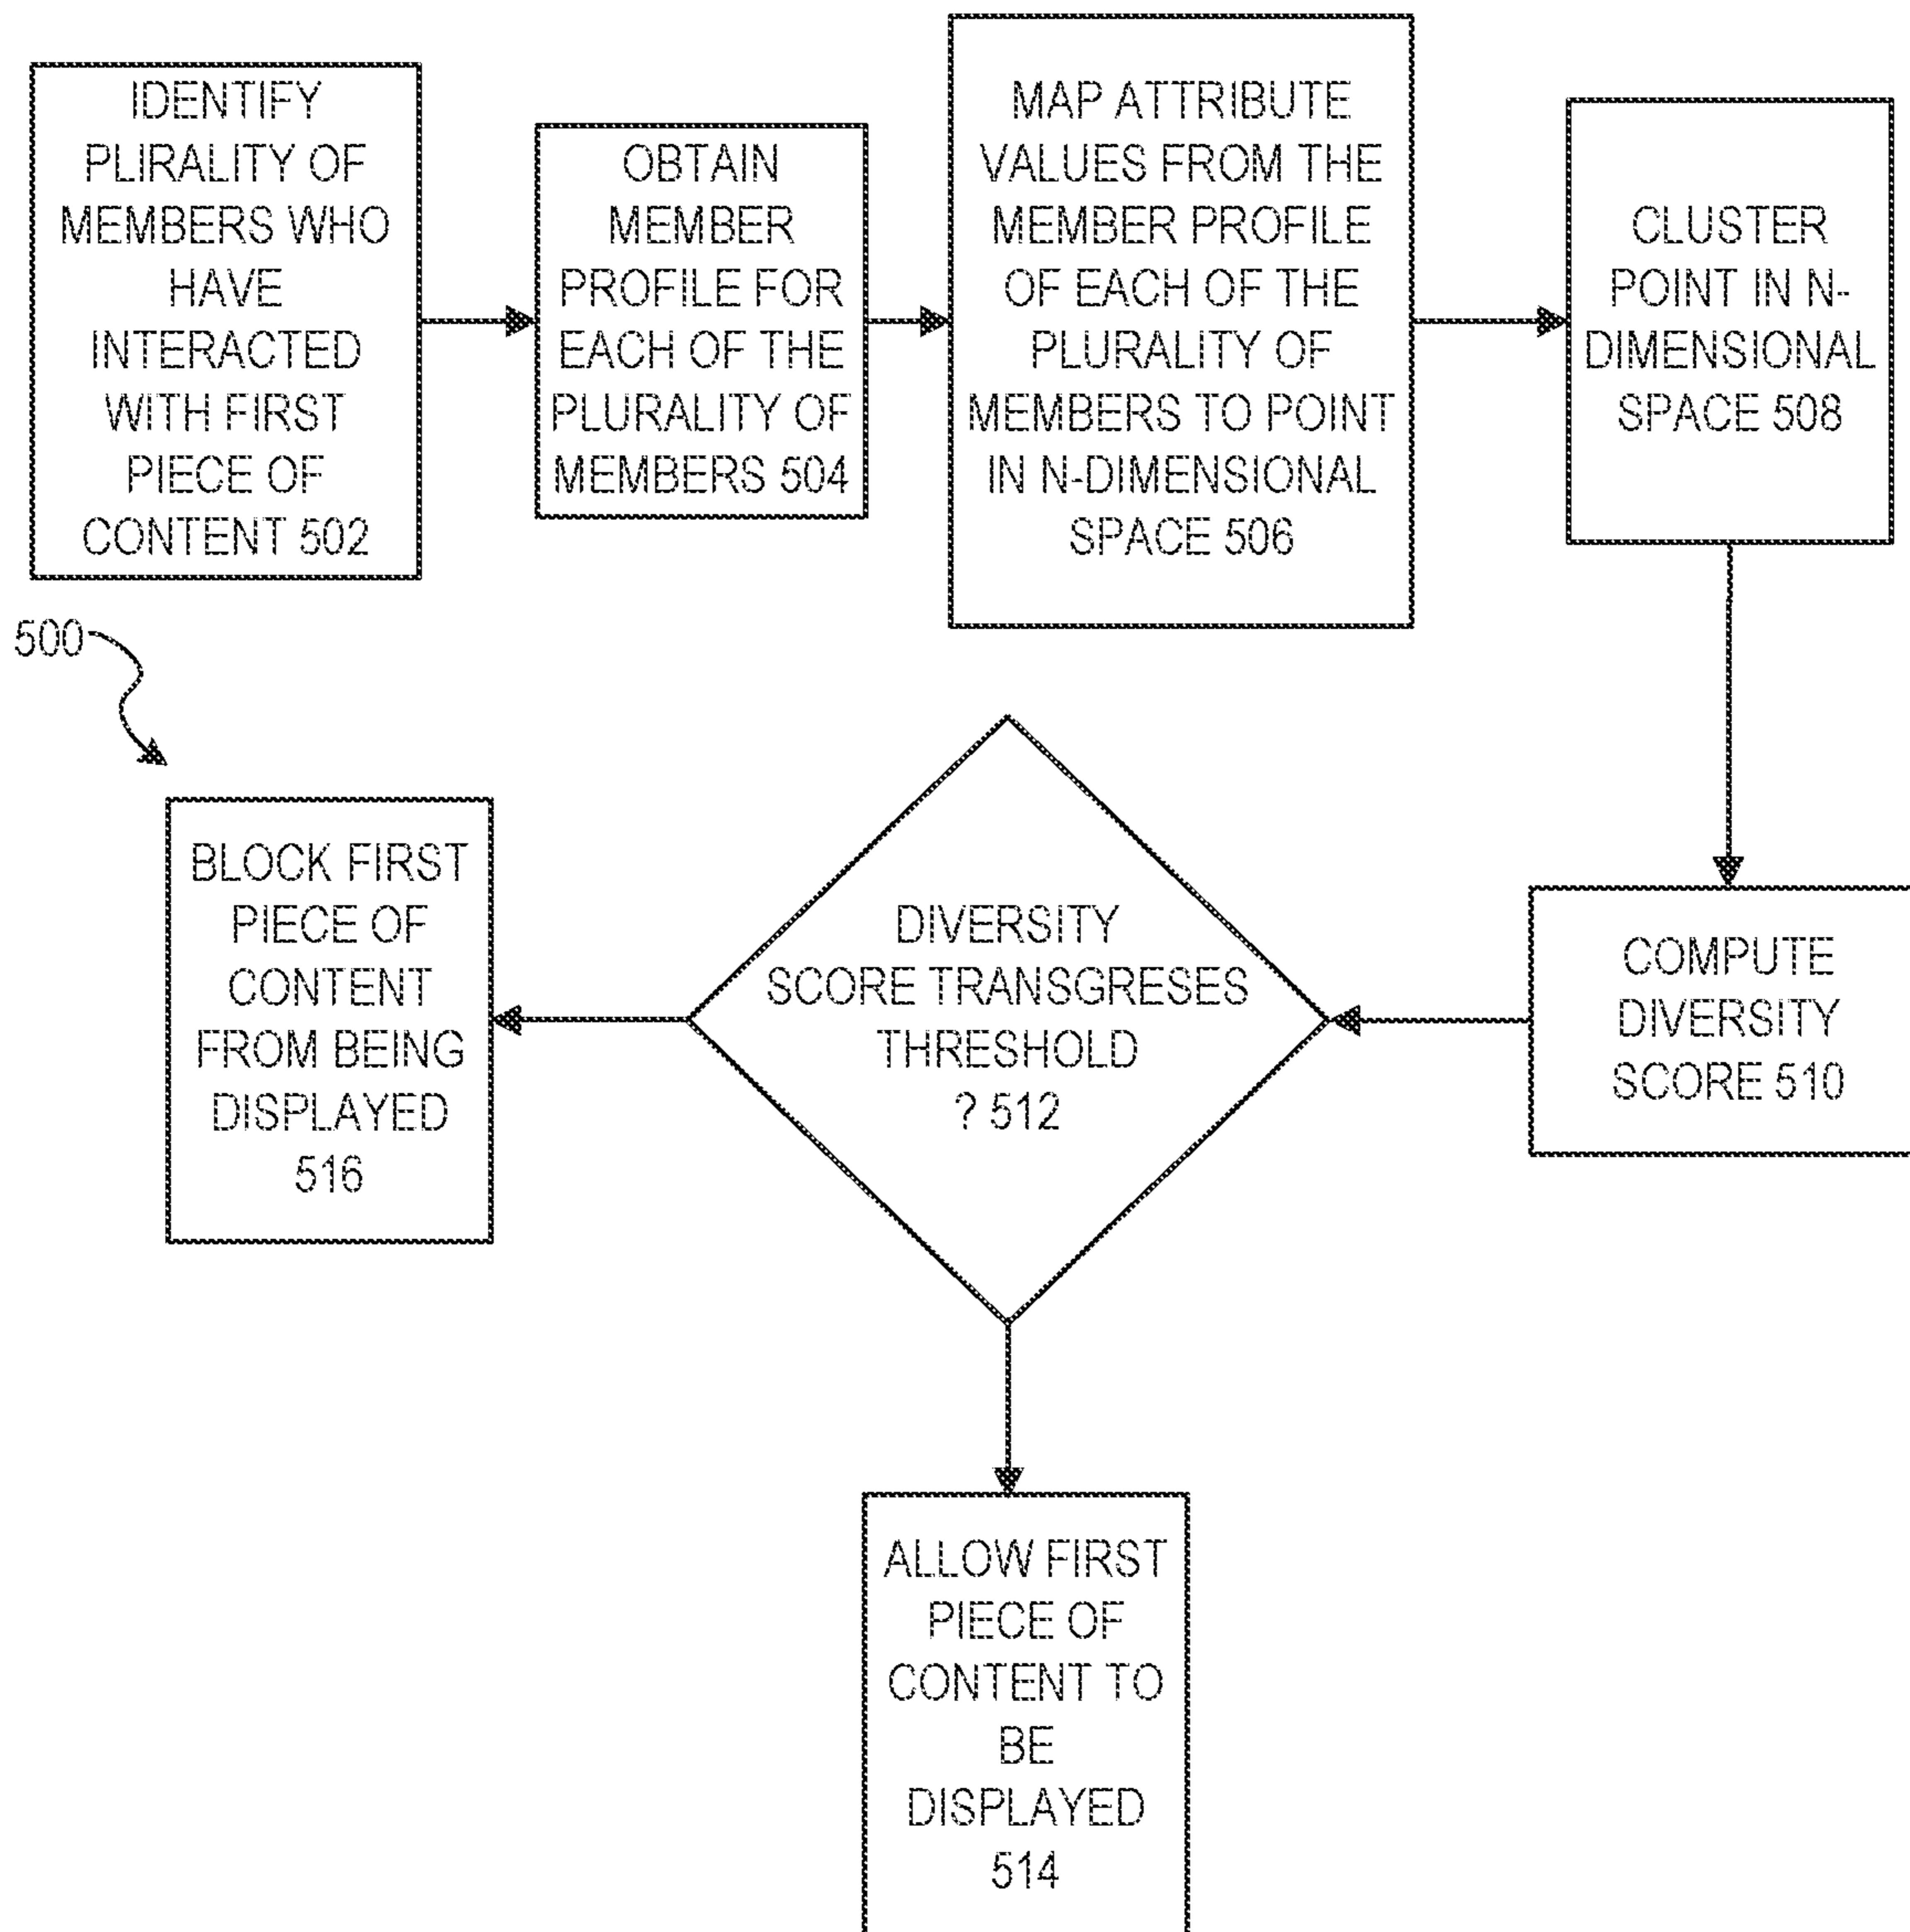 IDENTIFY
PLIRALITY OF
MEMBERS WHO
HAVE
INTERACTED
WITH FIRST
PIECE OF
CONTENT 502
OBTAIN
MEMBER
PROFILE FOR
EACH OF THE
PLURALITY OF
MEMBERS 504
MAP ATTRIBUTE
VALUES FROM THE
MEMBER PROFILE
OF EACH OF THE
PLURALITY OF
MEMBERS TO POINT
IN N-DIMENSIONAL
SPACE 506
CLUSTER
POINT IN N-
DIMENSIONAL
SPACE 508
500
BLOCK FIRST
PIECE OF
CONTENT
FROM BEING
DISPLAYED
516
DIVERSITY
SCORE TRANSGRESES
THRESHOLD
? 512
COMPUTE
DIVERSITY
SCORE 510
ALLOW FIRST
PIECE OF
CONTENT TO
BE
DISPLAYED
514